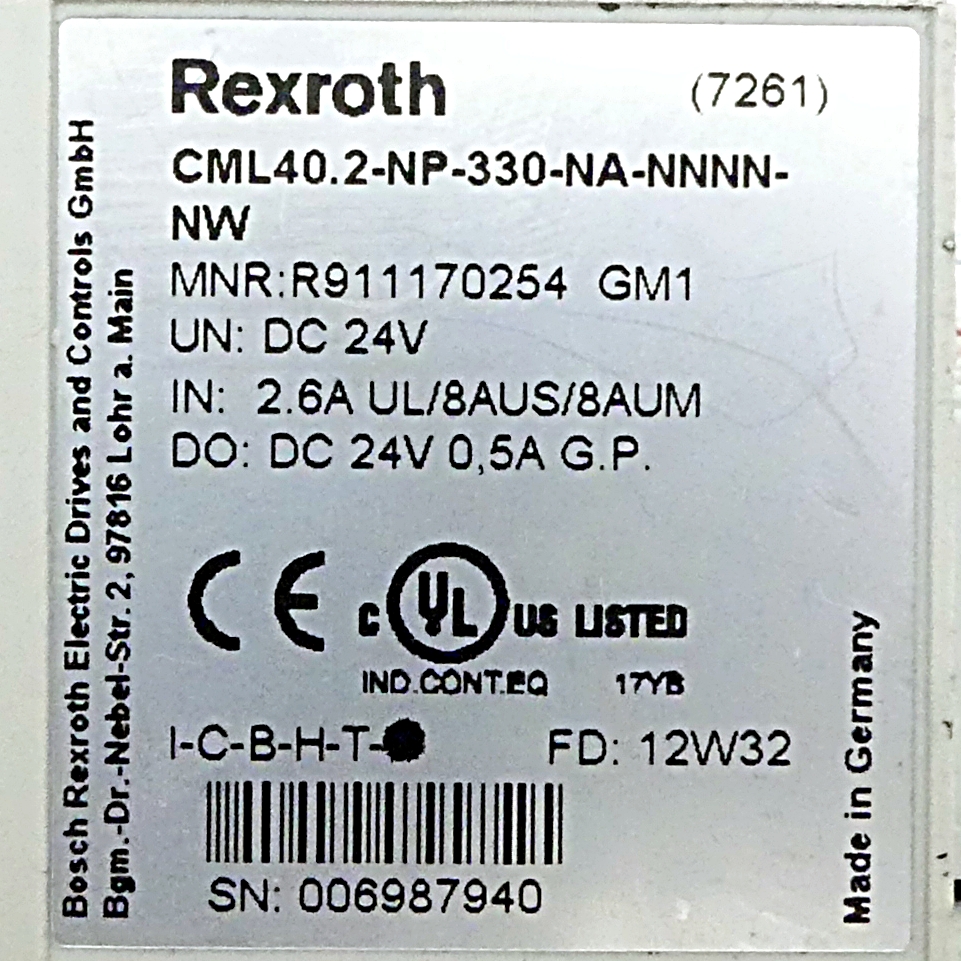 Rexroth (7261)
CML40.2-NP-330-NA-NNNN-
NW
MNR:R911170254 GM1
UN: DC 24V
IN: 2.6A UL/8AUS/8AUM
DO: DC 24V 0,5A G.P.
CE C UL US LISTED
IND.CONT.EQ 17YB
I-C-B-H-T-
FD: 12W32
SN: 006987940
Bosch Rexroth Electric Drives and Controls GmbH
Bgm.-Dr.-Nebel-Str. 2, 97816 Lohr a. Main
Made in Germany